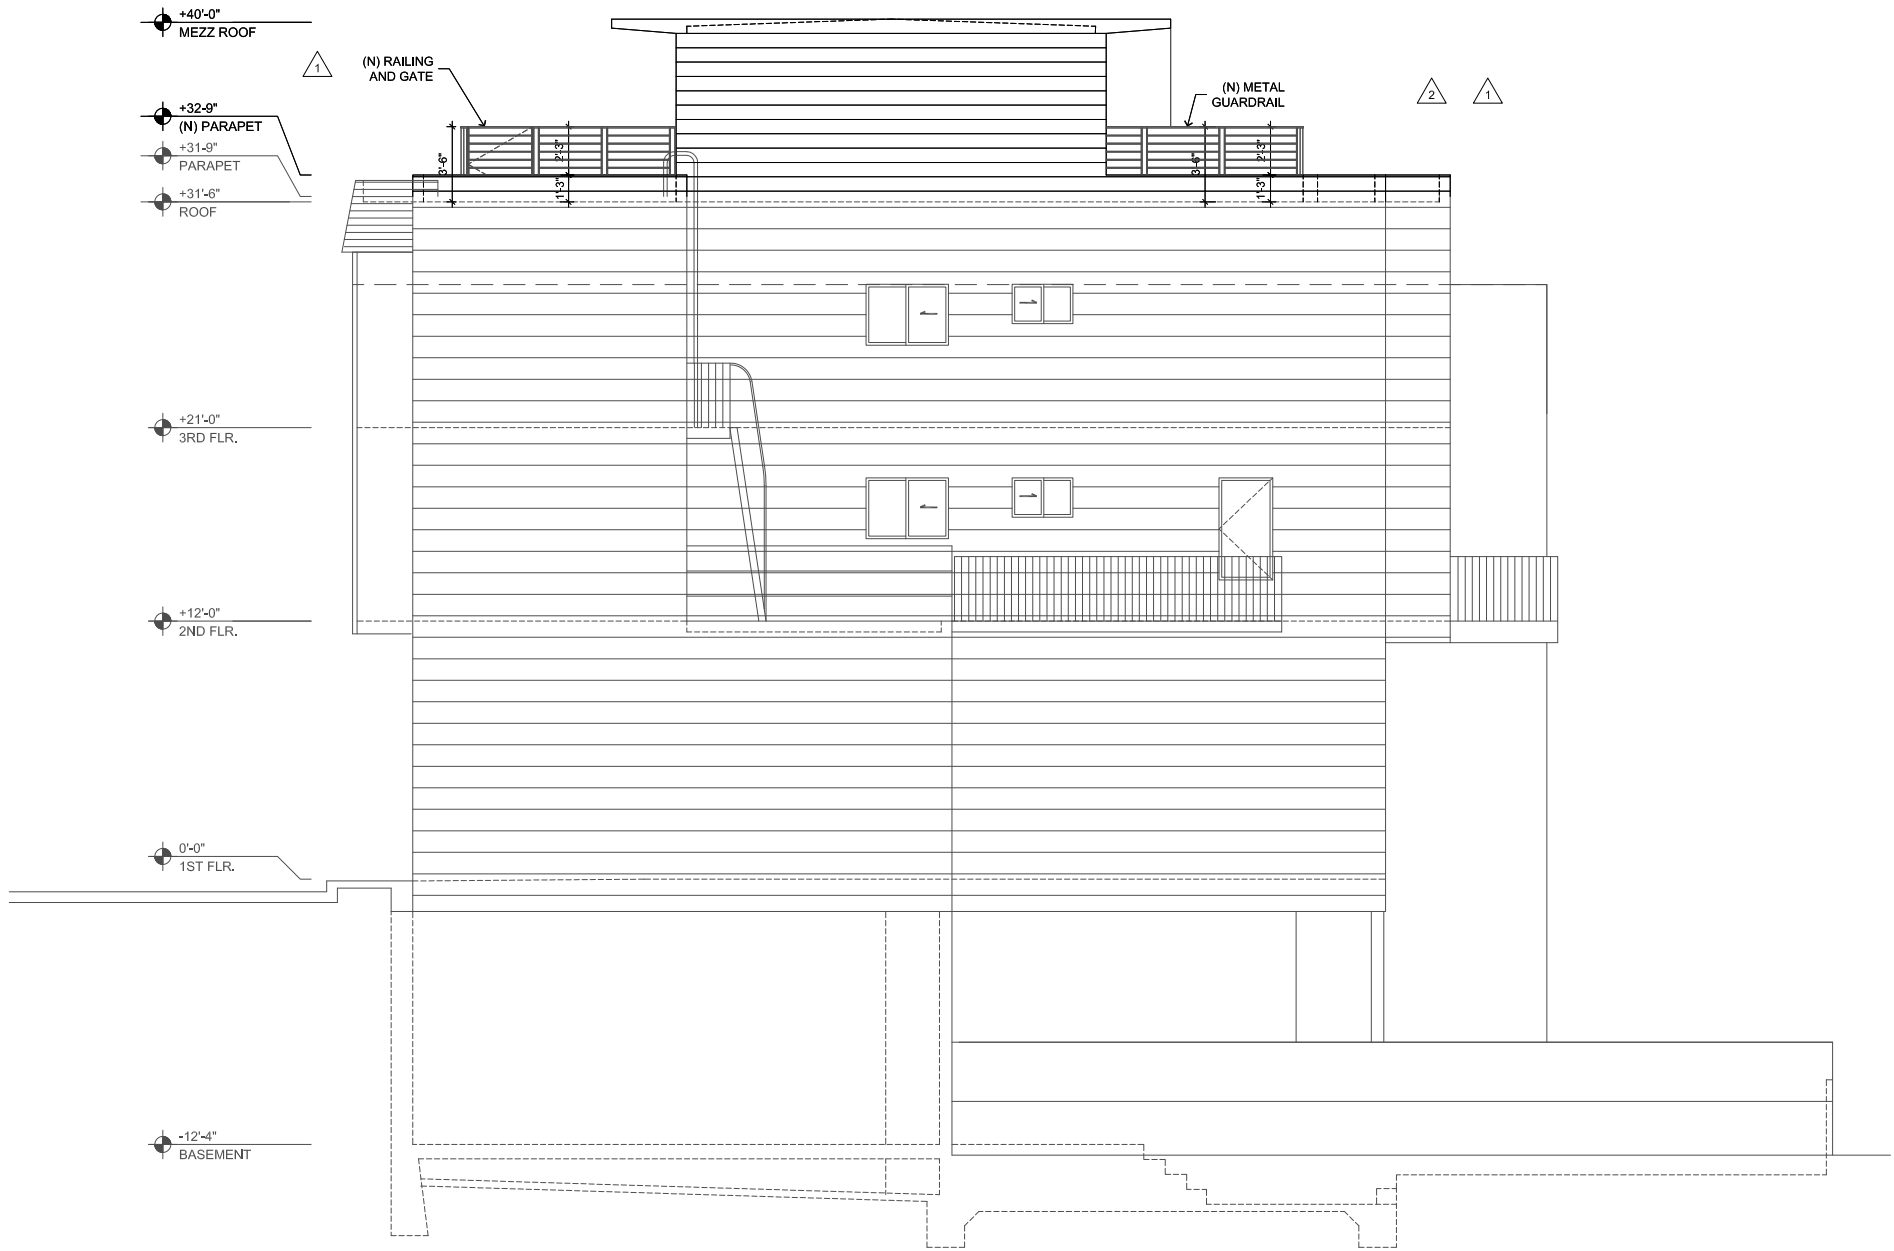 +40'-0"
MEZZ ROOF
1
(N) RAILING
AND GATE
(N) METAL
GUARDRAIL
2
1
+32-9"
(N) PARAPET
+31-9"
PARAPET
+31'-6"
ROOF
3'-6"
2'-3"
1'-3"
3'-6"
2'-3"
1'-3"
+21'-0"
3RD FLR.
+12'-0"
2ND FLR.
0'-0"
1ST FLR.
-12'-4"
BASEMENT